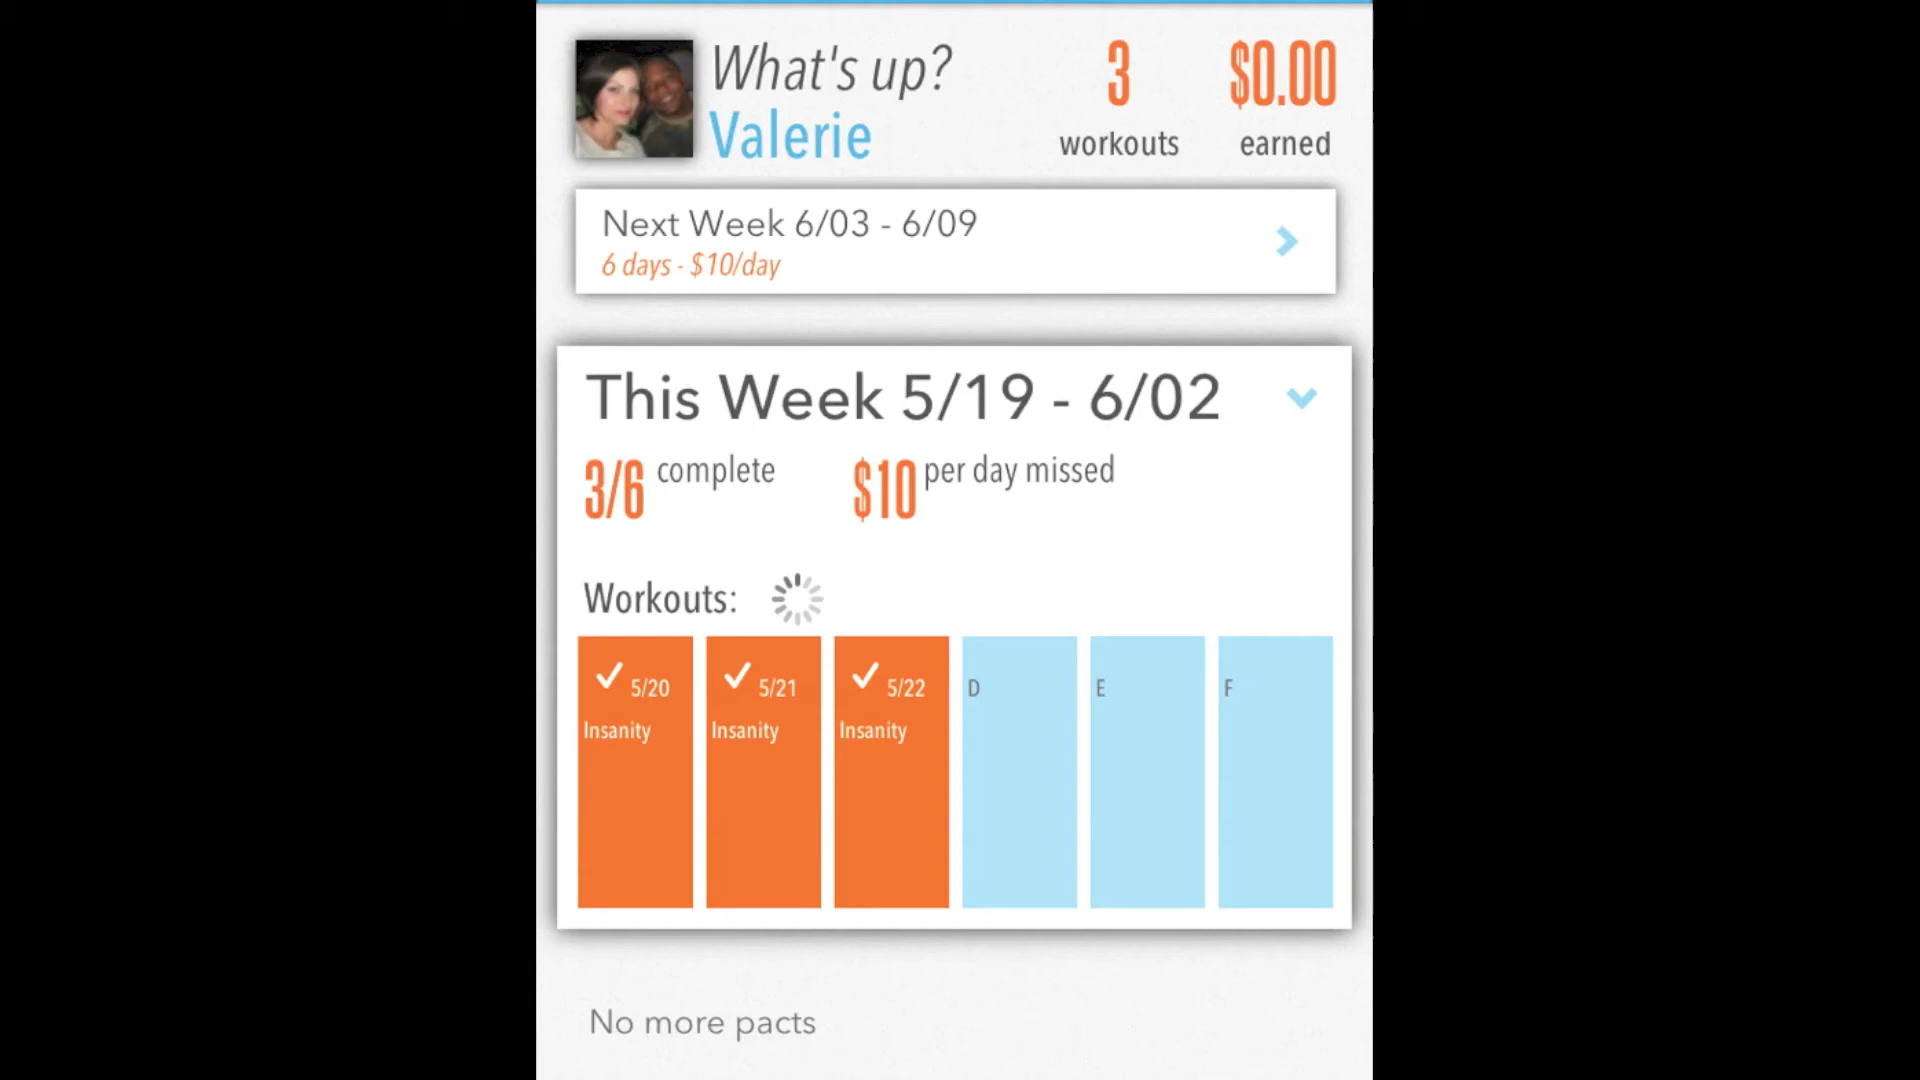 What's up?
Valerie
3
workouts
$0.00
earned
Next Week 6/03 - 6/09
6 days - $10/day
This Week 5/19 - 6/02
3/6 complete
$10 per day missed
Workouts:
5/20
Insanity
5/21
Insanity
5/22
Insanity
D
E
F
No more pacts